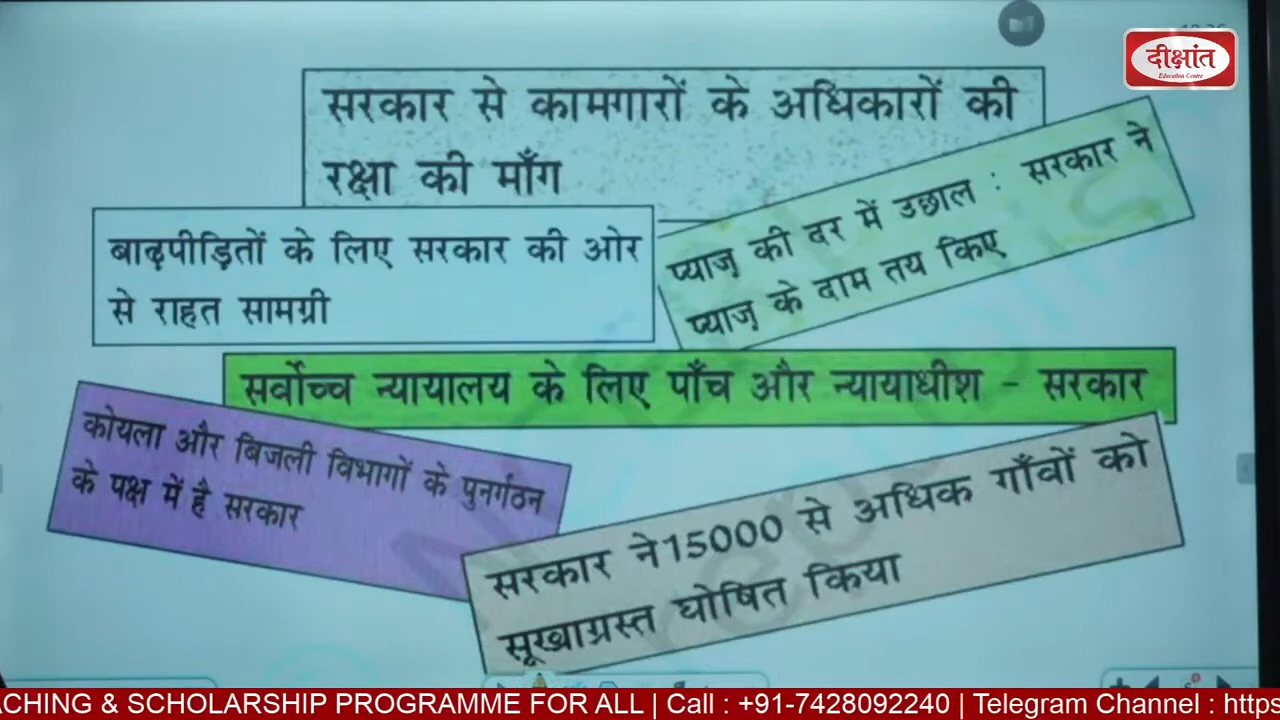 दीक्षांत
Education Centre
सरकार से कामगारों के अधिकारों की
रक्षा की माँग
प्याज़ की दर में उछाल : सरकार ने
प्याज़ के दाम तय किए
बाढ़पीड़ितों के लिए सरकार की ओर
से राहत सामग्री
सर्वोच्च न्यायालय के लिए पाँच और न्यायाधीश - सरकार
कोयला और बिजली विभागों के पुनर्गठन
के पक्ष में है सरकार
सरकार ने15000 से अधिक गाँवों को
सूखाग्रस्त घोषित किया
ACHING & SCHOLARSHIP PROGRAMME FOR ALL | Call : +91-7428092240 | Telegram Channel : https